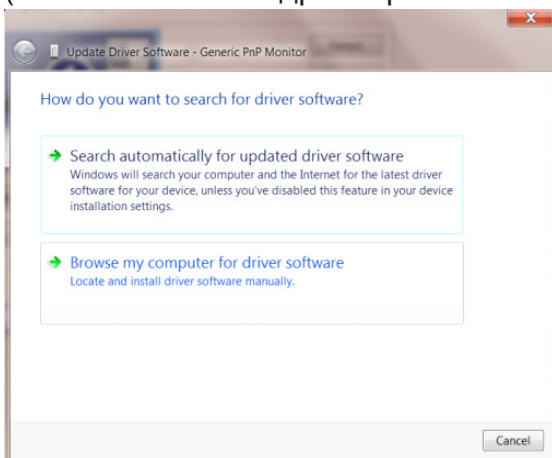 Update Driver Software - Generic PnP Monitor
How do you want to search for driver software?
Search automatically for updated driver software
Windows will search your computer and the Internet for the latest driver
software for your device, unless you've disabled this feature in your device
installation settings.
Browse my computer for driver software
Locate and install driver software manually.
Cancel